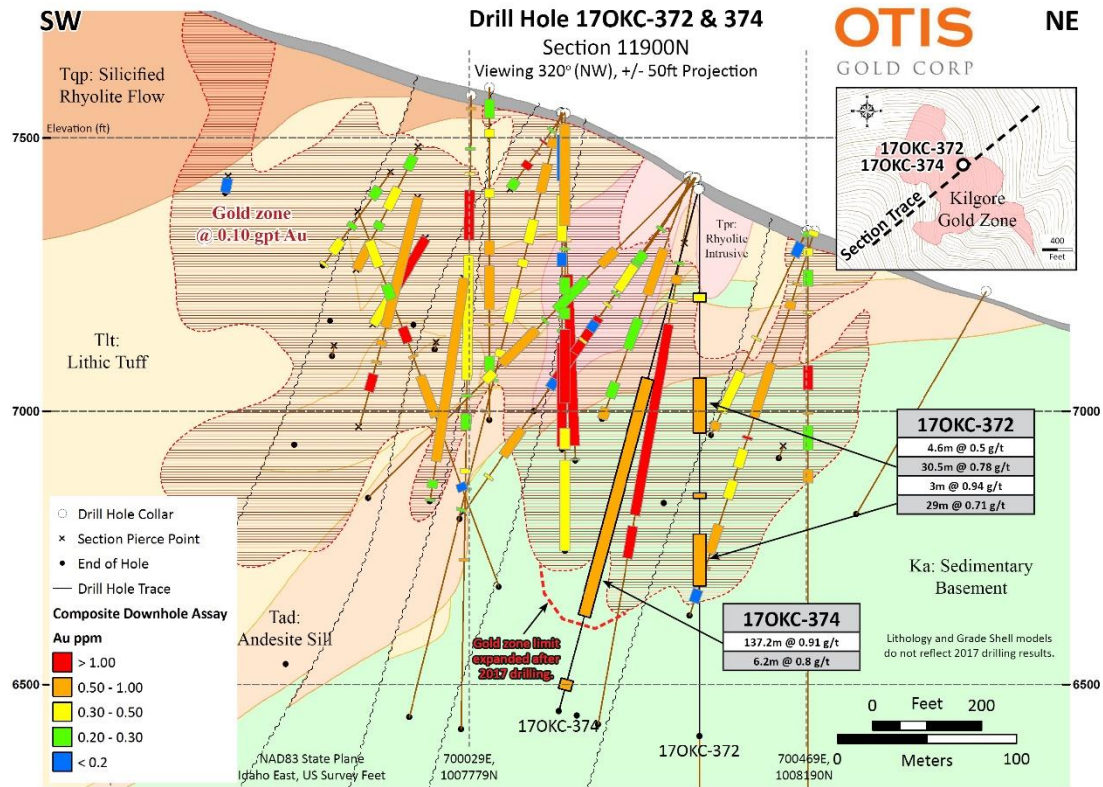 SW
Drill Hole 17OKC-372 & 374
Section 11900N
Viewing 320° (NW), +/- 50ft Projection
OTIS
GOLD CORP
NE
17OKC-372
17OKC-374
Kilgore
Gold Zone
Section Trace
400
Feet
Tqp: Silicified
Rhyolite Flow
Elevation (ft)
7500
Gold zone
@ 0.10-gpt Au
Tpr:
Rhyolite
Intrusive
Tlt:
Lithic Tuff
7000
7000
17OKC-372
4.6m @ 0.5 g/t
30.5m @ 0.78 g/t
3m @ 0.94 g/t
29m @ 0.71 g/t
Drill Hole Collar
Section Pierce Point
End of Hole
Drill Hole Trace
Composite Downhole Assay
Au ppm
> 1.00
0.50 - 1.00
0.30 - 0.50
0.20 - 0.30
< 0.2
Ka: Sedimentary
Basement
Tad:
Andesite Sill
17OKC-374
137.2m @ 0.91 g/t
6.2m @ 0.8 g/t
Gold zone limit
expanded after
2017 drilling.
Lithology and Grade Shell models
do not reflect 2017 drilling results.
6500
6500
17OKC-374
17OKC-372
0 Feet 200
0 Meters 100
NAD83 State Plane
Idaho East, US Survey Feet
700029E,
1007779N
700469E,
1008190N